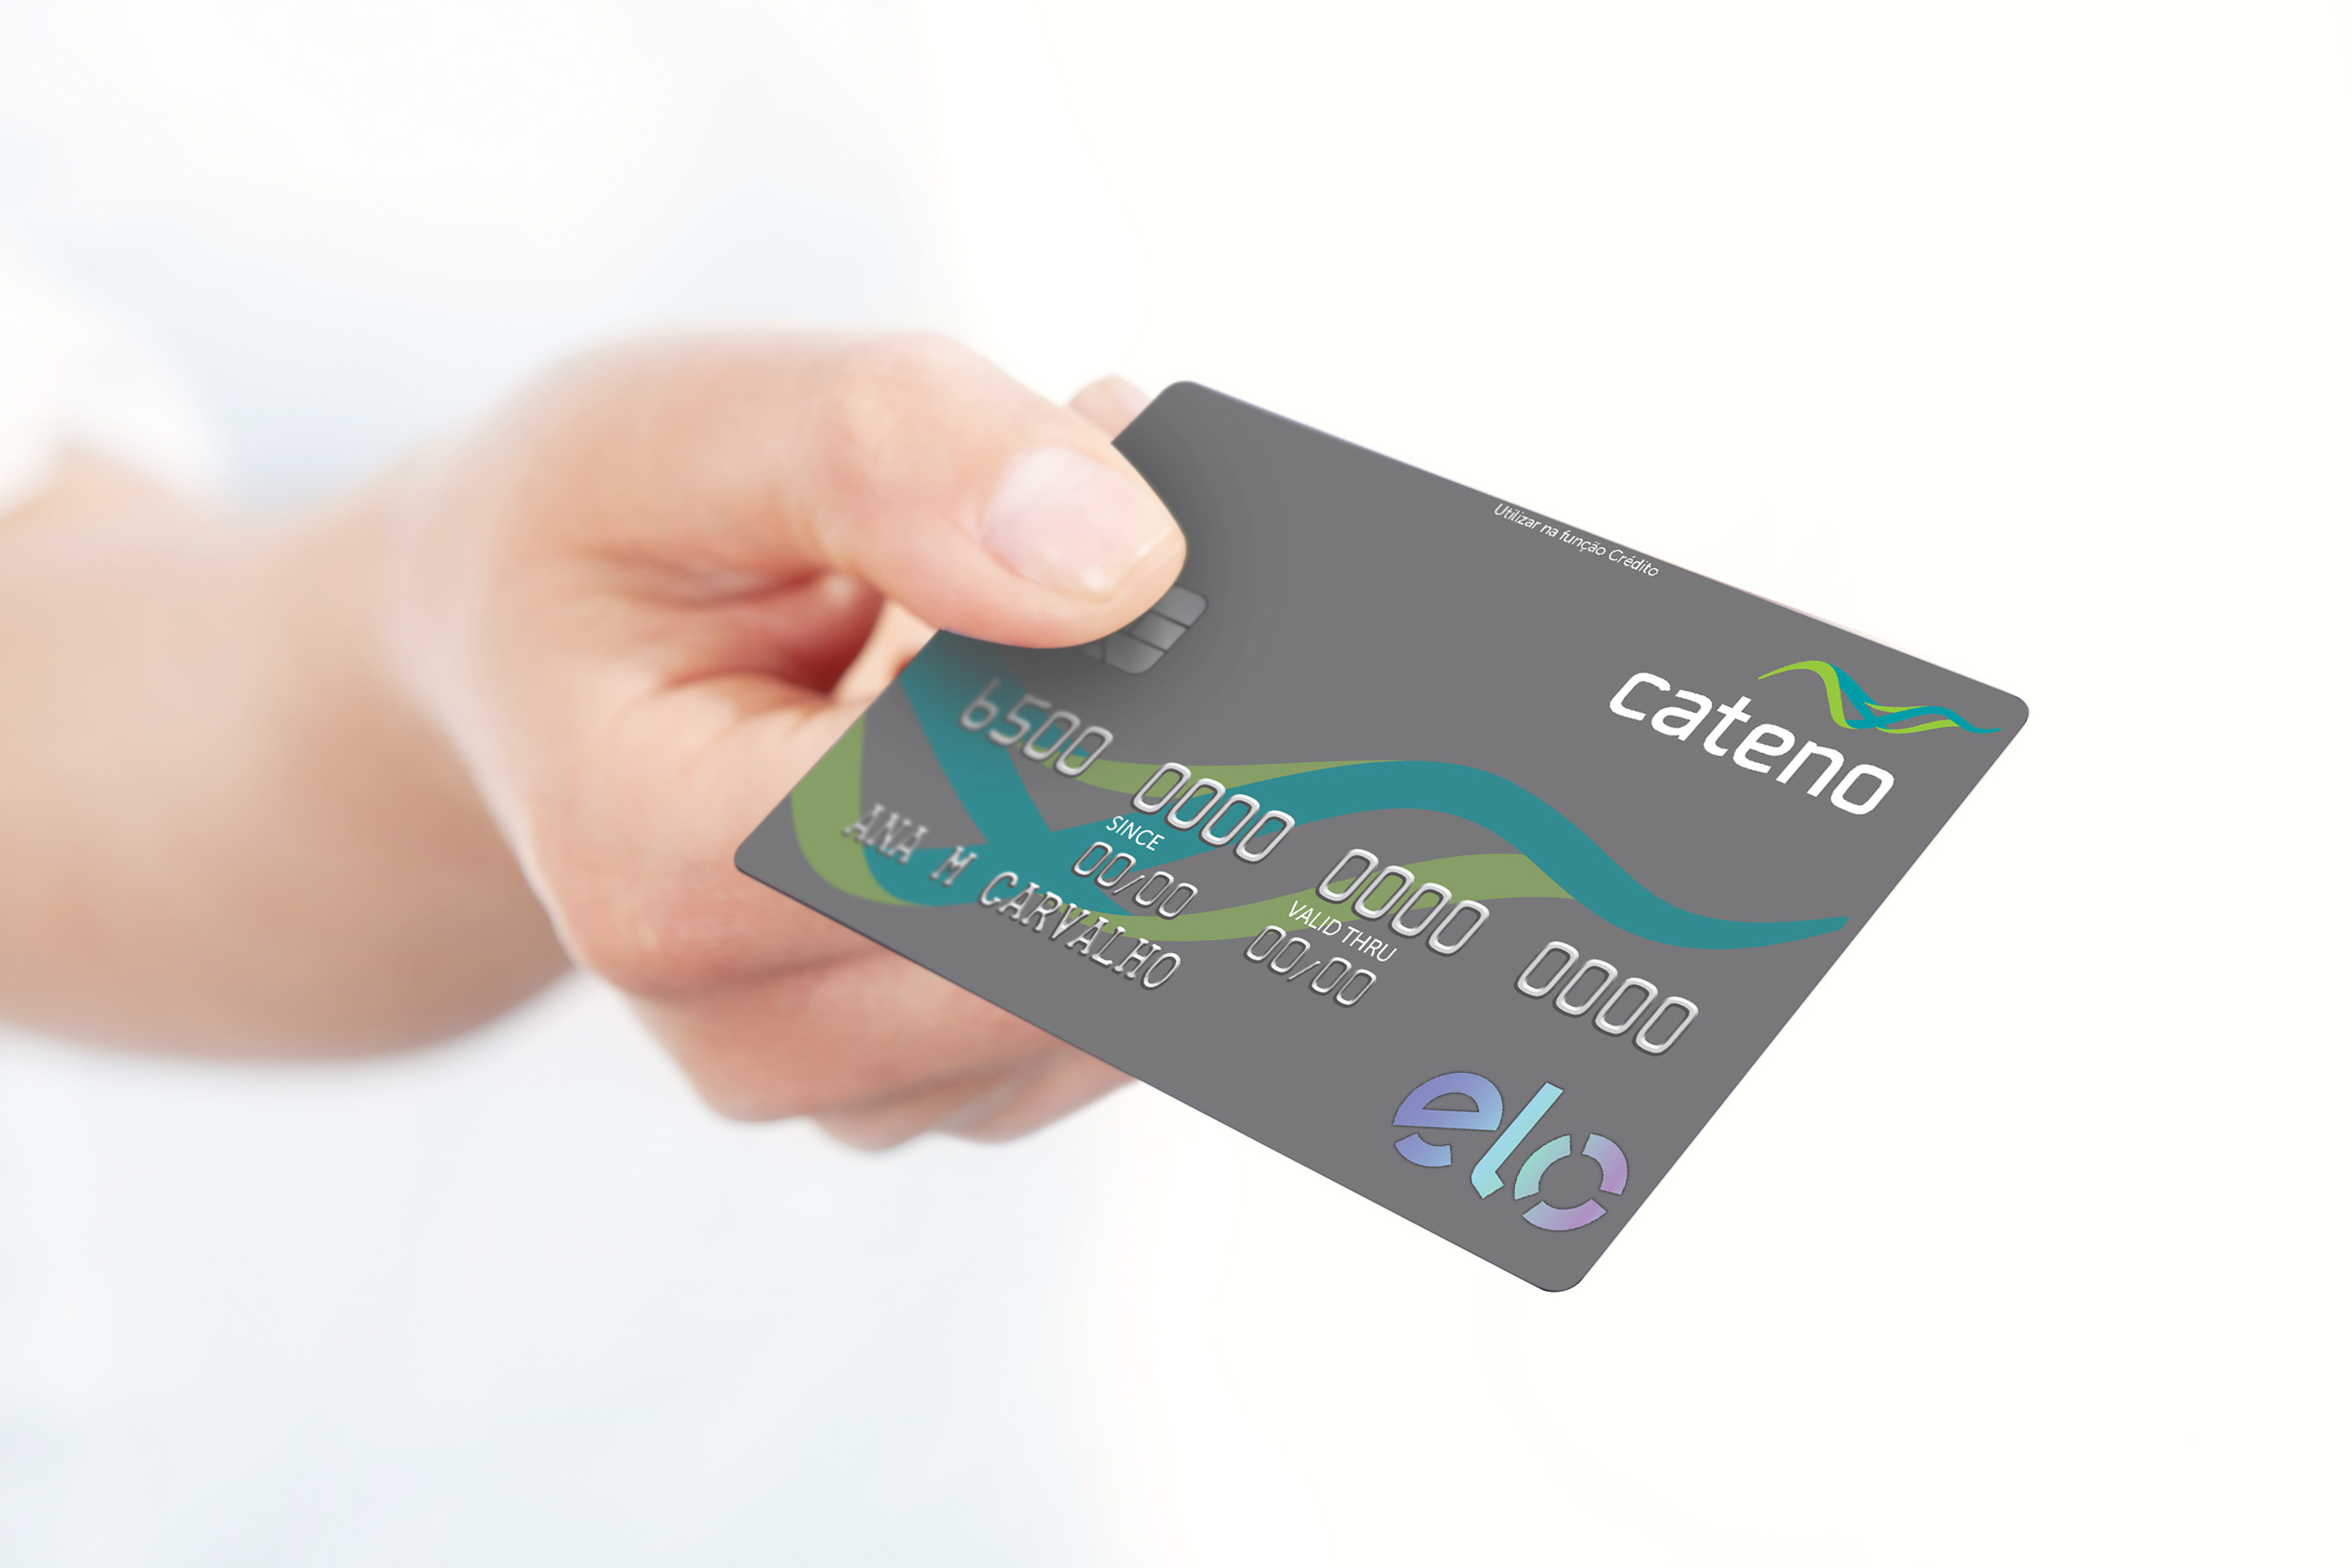 Utilizar na função Crédito
cateno
6500 0000 0000 0000
SINCE
00/00
VALID THRU
00/00
ANA M CARVALHO
elo